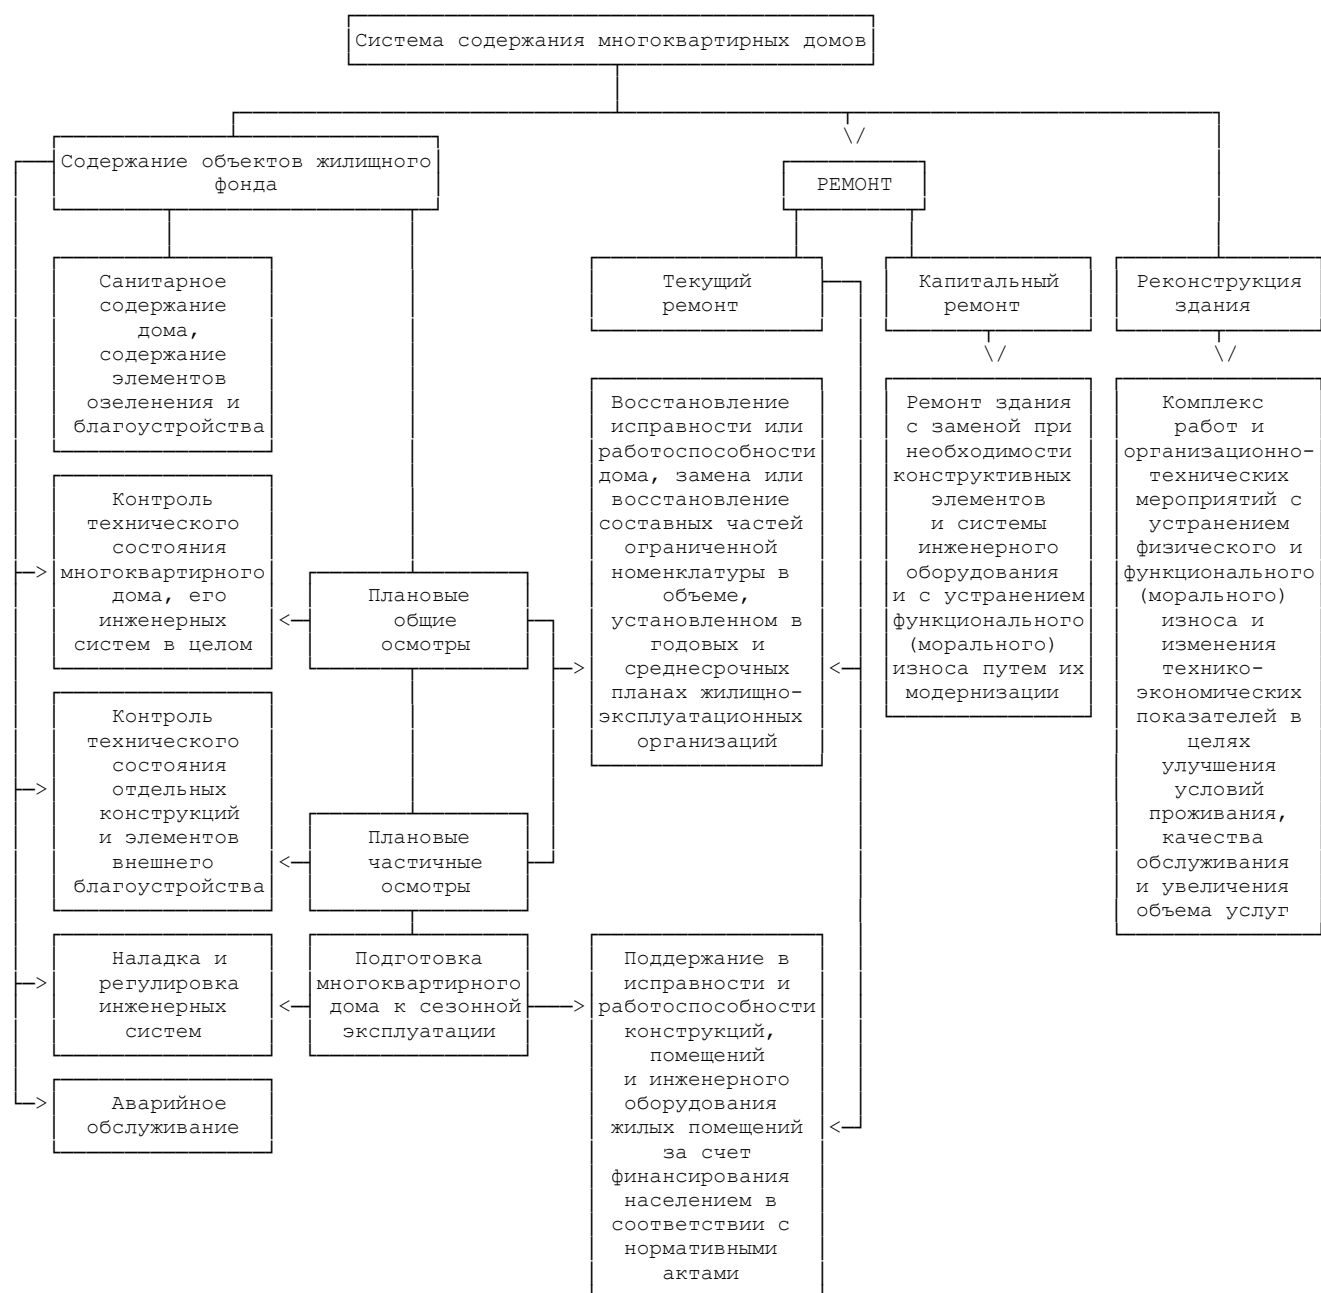 Система содержания многоквартирных домов
Содержание объектов жилищного
фонда
РЕМОНТ
Санитарное
содержание
дома,
содержание
элементов
озеленения и
благоустройства
Текущий
ремонт
Капитальный
ремонт
Реконструкция
здания
Восстановление
исправности или
работоспособности
дома, замена или
восстановление
составных частей
ограниченной
номенклатуры в
объеме,
установленном в
годовых и
среднесрочных
планах жилищно-
эксплуатационных
организаций
Ремонт здания
с заменой при
необходимости
конструктивных
элементов
и системы
инженерного
оборудования
и с устранением
функционального
(морального)
износа путем их
модернизации
Комплекс
работ и
организационно-
технических
мероприятий с
устранением
физического и
функционального
(морального)
износа и
изменения
технико-
экономических
показателей в
целях
улучшения
условий
проживания,
качества
обслуживания
и увеличения
объема услуг
Контроль
технического
состояния
многоквартирного
дома, его
инженерных
систем в целом
Плановые
общие
осмотры
Контроль
технического
состояния
отдельных
конструкций
и элементов
внешнего
благоустройства
Плановые
частичные
осмотры
Наладка и
регулировка
инженерных
систем
Подготовка
многоквартирного
дома к сезонной
эксплуатации
Поддержание в
исправности и
работоспособности
конструкций,
помещений
и инженерного
оборудования
жилых помещений
за счет
финансирования
населением в
соответствии с
нормативными
актами
Аварийное
обслуживание